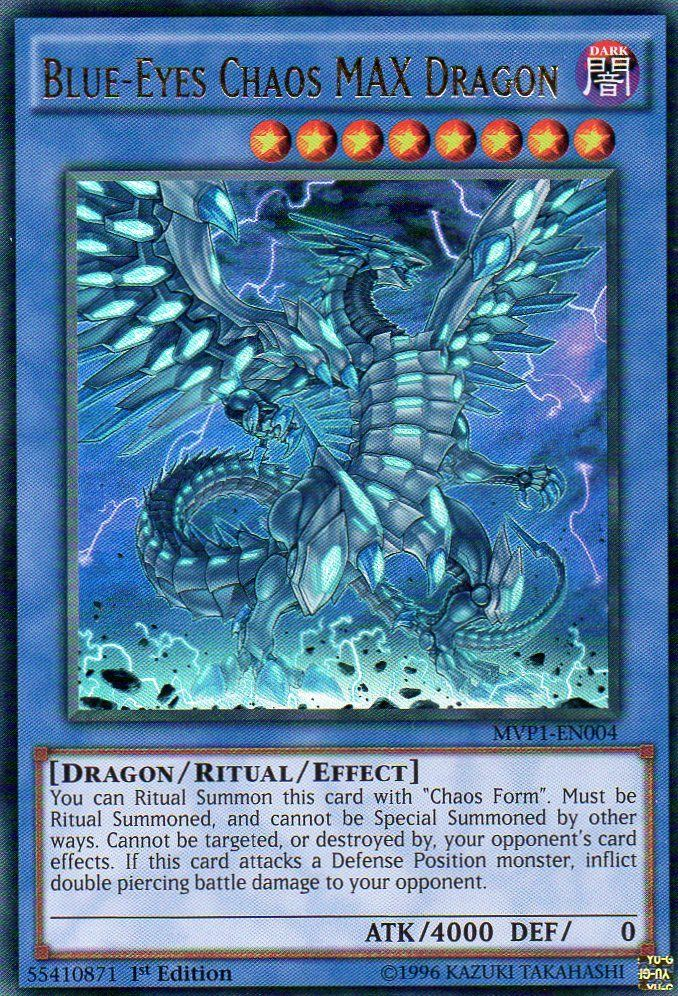 BLUE-EYES CHAOS MAX DRAGON
DARK
闇
MVP1-EN004
[DRAGON/RITUAL/EFFECT]
You can Ritual Summon this card with "Chaos Form". Must be
Ritual Summoned, and cannot be Special Summoned by other
ways. Cannot be targeted, or destroyed by, your opponent's card
effects. If this card attacks a Defense Position monster, inflict
double piercing battle damage to your opponent.
ATK/4000 DEF/ 0
55410871 1st Edition ©1996 KAZUKI TAKAHASHI